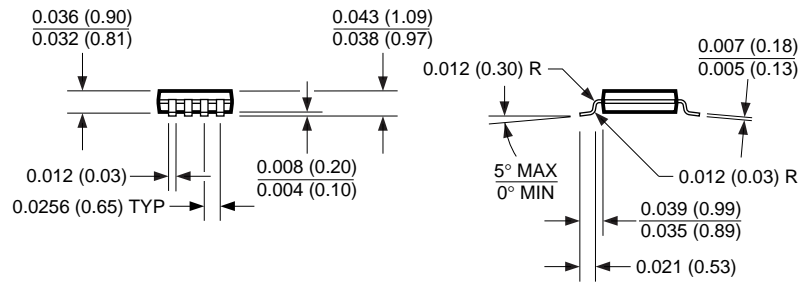 0.036 (0.90)
0.032 (0.81)
0.043 (1.09)
0.038 (0.97)
0.012 (0.03)
0.0256 (0.65) TYP
0.008 (0.20)
0.004 (0.10)
0.012 (0.30) R
0.007 (0.18)
0.005 (0.13)
5° MAX
0° MIN
0.012 (0.03) R
0.039 (0.99)
0.035 (0.89)
0.021 (0.53)